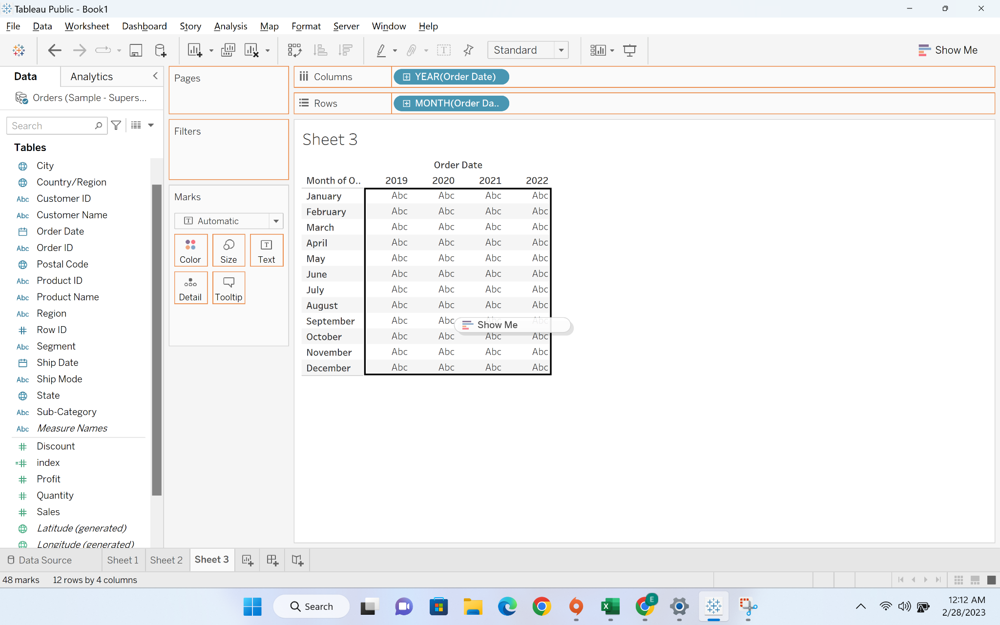 Tableau Public - Book1
File Data Worksheet Dashboard Story Analysis Map Format Server Window Help
Standard
Show Me
Data Analytics
Orders (Sample - Supers...
Search
Tables
City
Country/Region
Abc Customer ID
Abc Customer Name
Order Date
Abc Order ID
Postal Code
Abc Product ID
Abc Product Name
Abc Region
# Row ID
Abc Segment
Ship Date
Abc Ship Mode
State
Abc Sub-Category
Abc Measure Names
# Discount
=# index
# Profit
# Quantity
# Sales
Latitude (generated)
Longitude (generated)
Pages
Filters
Marks
T Automatic
Color Size T Text
Detail Tooltip
Columns YEAR(Order Date)
Rows MONTH(Order Da..
Sheet 3
Order Date
Month of O.. 2019 2020 2021 2022
January Abc Abc Abc Abc
February Abc Abc Abc Abc
March Abc Abc Abc Abc
April Abc Abc Abc Abc
May Abc Abc Abc Abc
June Abc Abc Abc Abc
July Abc Abc Abc Abc
August Abc Abc Abc Abc
September Abc Abc Abc Abc
Show Me
October Abc Abc Abc Abc
November Abc Abc Abc Abc
December Abc Abc Abc Abc
Data Source Sheet 1 Sheet 2 Sheet 3
48 marks 12 rows by 4 columns
Search
E
12:12 AM
2/28/2023